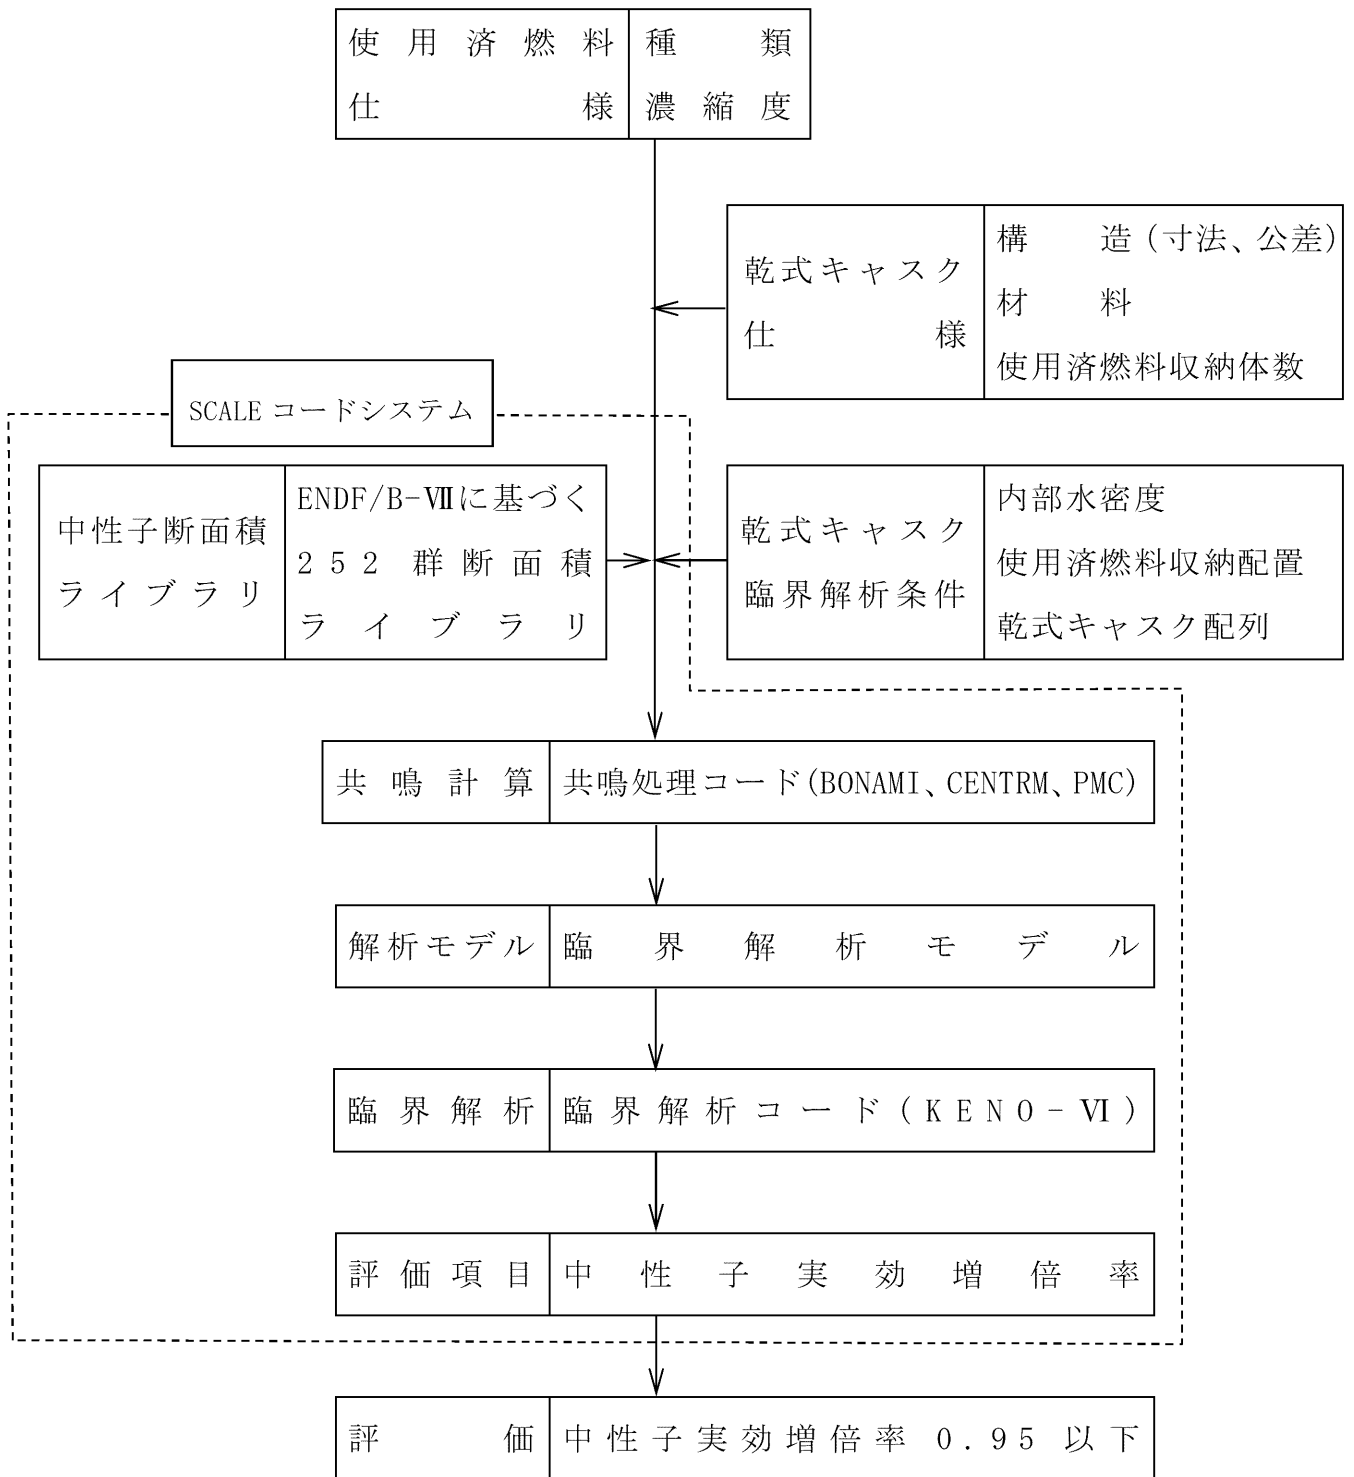 使用済燃料
仕様
種類
濃縮度
乾式キャスク
仕様
構造(寸法、公差)
材料
使用済燃料収納体数
SCALEコードシステム
中性子断面積
ライブラリ
ENDF/B-Ⅶに基づく
252群断面積
ライブラリ
乾式キャスク
臨界解析条件
内部水密度
使用済燃料収納配置
乾式キャスク配列
共鳴計算
共鳴処理コード(BONAMI、CENTRM、PMC)
解析モデル
臨界解析モデル
臨界解析
臨界解析コード(KENO-Ⅵ)
評価項目
中性子実効増倍率
評価
中性子実効増倍率 0.95 以下